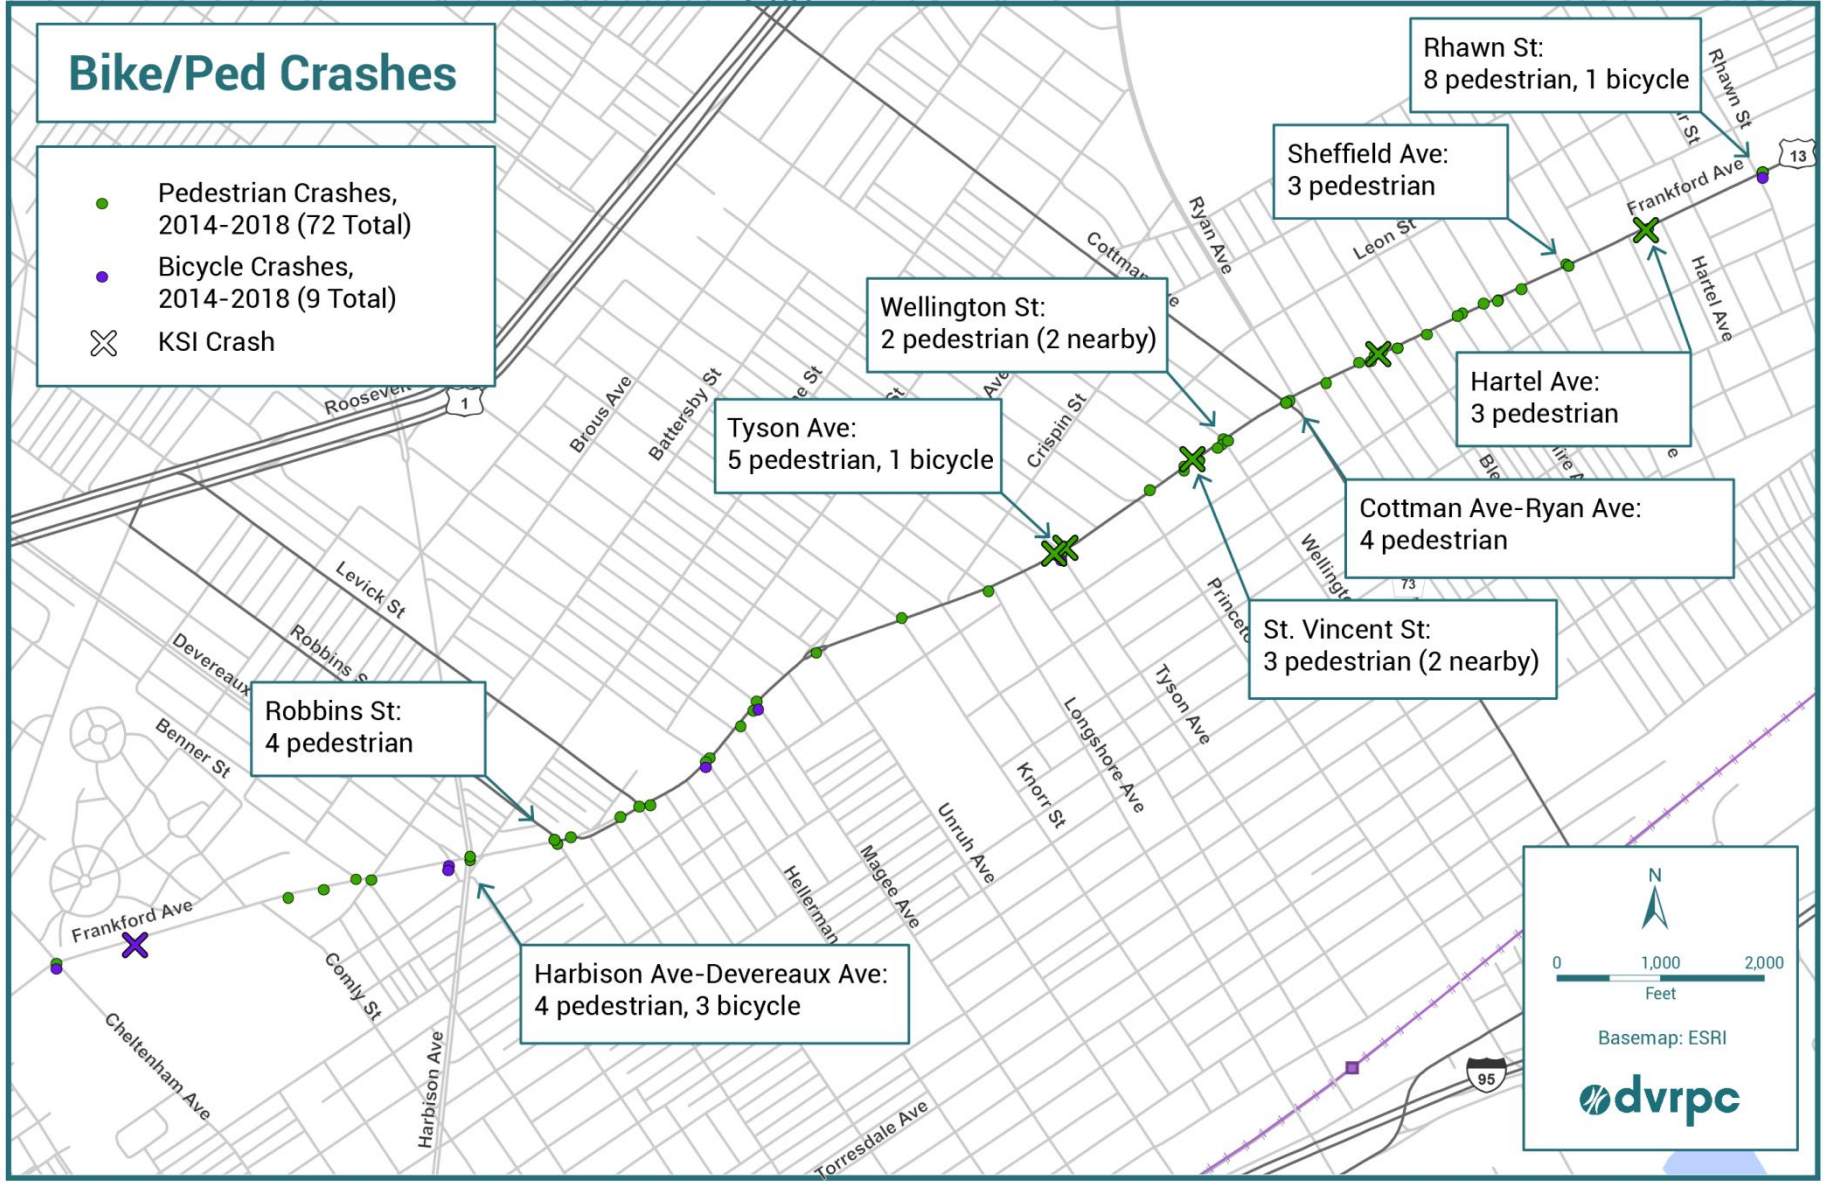 Bike/Ped Crashes
Pedestrian Crashes,
2014-2018 (72 Total)
Bicycle Crashes,
2014-2018 (9 Total)
KSI Crash
Rhawn St:
8 pedestrian, 1 bicycle
Sheffield Ave:
3 pedestrian
Wellington St:
2 pedestrian (2 nearby)
Tyson Ave:
5 pedestrian, 1 bicycle
Hartel Ave:
3 pedestrian
Cottman Ave-Ryan Ave:
4 pedestrian
St. Vincent St:
3 pedestrian (2 nearby)
Robbins St:
4 pedestrian
Harbison Ave-Devereaux Ave:
4 pedestrian, 3 bicycle
Rhawn St
13
Frankford Ave
Ryan Ave
Leon St
Hartel Ave
1
Brous Ave
Battersby St
St
St
Ave
Crispin St
73
Levick St
Robbins S
Devereaux
Benner St
Tyson Ave
Longshore Ave
Knorr St
Unruh Ave
Magee Ave
Hellerman
Frankford Ave
Comly St
Cheltenham Ave
Harbison Ave
Torresdale Ave
95
N
0 1,000 2,000
Feet
Basemap: ESRI
dvrpc